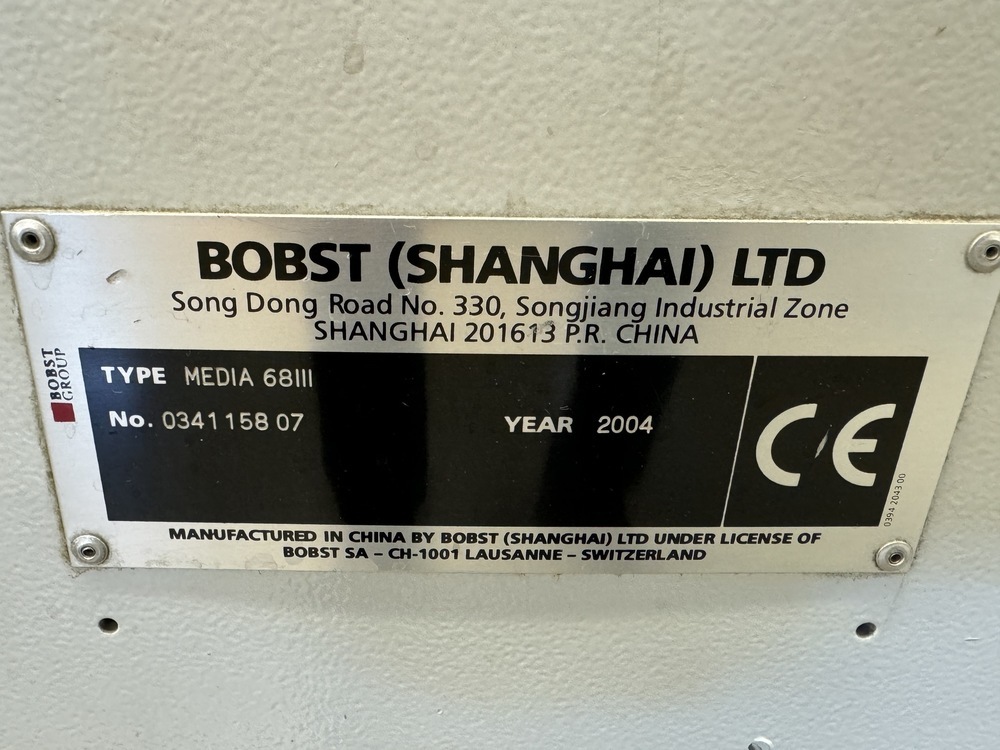 BOBST (SHANGHAI) LTD
Song Dong Road No. 330, Songjiang Industrial Zone
SHANGHAI 201613 P.R. CHINA
BOBST
GROUP
TYPE MEDIA 68III
No. 0341 158 07 YEAR 2004
CE
0394 2043 00
MANUFACTURED IN CHINA BY BOBST (SHANGHAI) LTD UNDER LICENSE OF
BOBST SA – CH-1001 LAUSANNE – SWITZERLAND